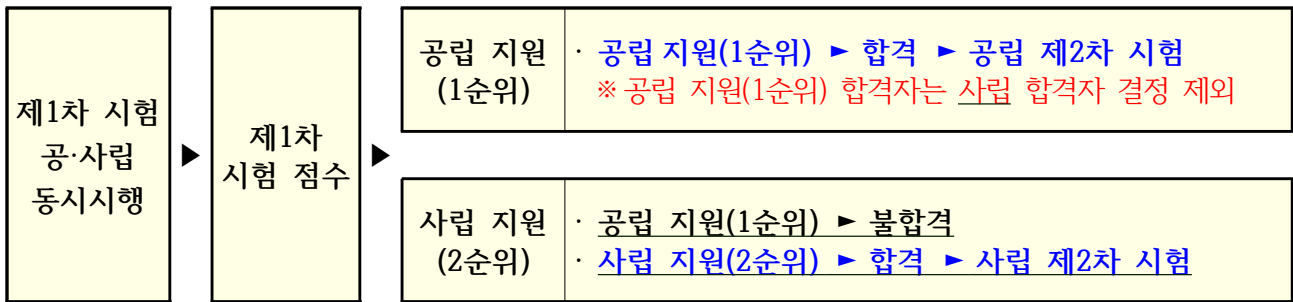 제1차 시험
공·사립
동시시행
▶
제1차
시험 점수
▶
공립 지원
(1순위)
· 공립 지원(1순위) ► 합격 ► 공립 제2차 시험
※ 공립 지원(1순위) 합격자는 사립 합격자 결정 제외
사립 지원
(2순위)
· 공립 지원(1순위) ► 불합격
· 사립 지원(2순위) ► 합격 ► 사립 제2차 시험